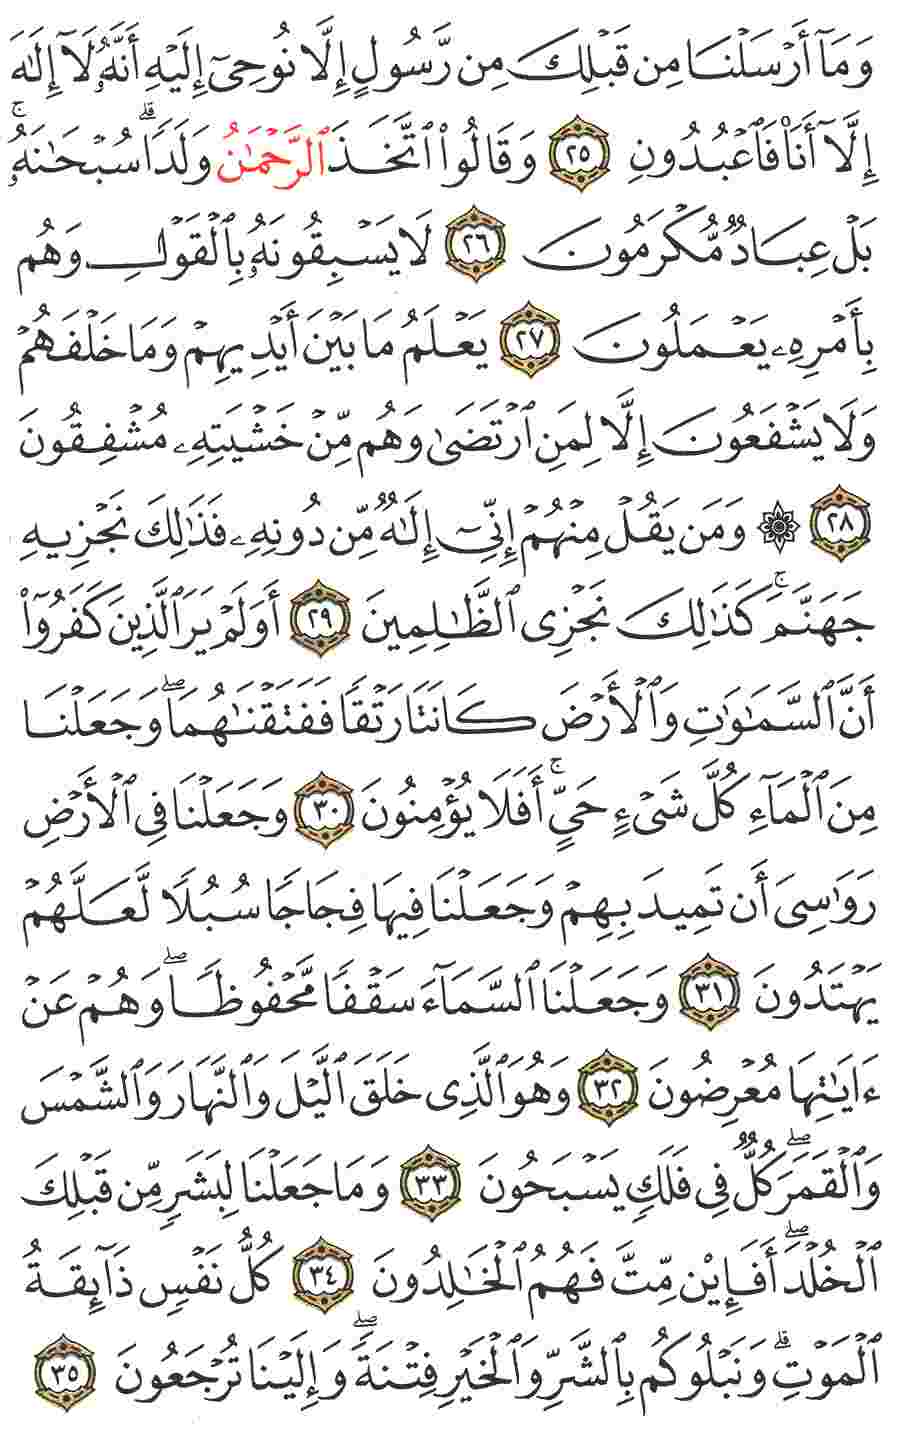 وَمَآ أَرۡسَلۡنَا مِن قَبۡلِكَ مِن رَّسُولٍ إِلَّا نُوحِيٓ إِلَيۡهِ أَنَّهُۥ لَآ إِلَٰهَ
إِلَّآ أَنَا۠ فَٱعۡبُدُونِ ٢٥ وَقَالُواْ ٱتَّخَذَ ٱلرَّحۡمَٰنُ وَلَدٗاۗ سُبۡحَٰنَهُۥۚ
بَلۡ عِبَادٞ مُّكۡرَمُونَ ٢٦ لَا يَسۡبِقُونَهُۥ بِٱلۡقَوۡلِ وَهُم
بِأَمۡرِهِۦ يَعۡمَلُونَ ٢٧ يَعۡلَمُ مَا بَيۡنَ أَيۡدِيهِمۡ وَمَا خَلۡفَهُمۡ
وَلَا يَشۡفَعُونَ إِلَّا لِمَنِ ٱرۡتَضَىٰ وَهُم مِّنۡ خَشۡيَتِهِۦ مُشۡفِقُونَ
٢٨ ۞ وَمَن يَقُلۡ مِنۡهُمۡ إِنِّيٓ إِلَٰهٞ مِّن دُونِهِۦ فَذَٰلِكَ نَجۡزِيهِ
جَهَنَّمَۚ كَذَٰلِكَ نَجۡزِي ٱلظَّٰلِمِينَ ٢٩ أَوَلَمۡ يَرَ ٱلَّذِينَ كَفَرُوٓاْ
أَنَّ ٱلسَّمَٰوَٰتِ وَٱلۡأَرۡضَ كَانَتَا رَتۡقٗا فَفَتَقۡنَٰهُمَاۖ وَجَعَلۡنَا
مِنَ ٱلۡمَآءِ كُلَّ شَيۡءٍ حَيٍّۚ أَفَلَا يُؤۡمِنُونَ ٣٠ وَجَعَلۡنَا فِي ٱلۡأَرۡضِ
رَوَٰسِيَ أَن تَمِيدَ بِهِمۡ وَجَعَلۡنَا فِيهَا فِجَاجٗا سُبُلٗا لَّعَلَّهُمۡ
يَهۡتَدُونَ ٣١ وَجَعَلۡنَا ٱلسَّمَآءَ سَقۡفٗا مَّحۡفُوظٗاۖ وَهُمۡ عَنۡ
ءَايَٰتِهَا مُعۡرِضُونَ ٣٢ وَهُوَ ٱلَّذِي خَلَقَ ٱلَّيۡلَ وَٱلنَّهَارَ وَٱلشَّمۡسَ
وَٱلۡقَمَرَۖ كُلّٞ فِي فَلَكٖ يَسۡبَحُونَ ٣٣ وَمَا جَعَلۡنَا لِبَشَرٖ مِّن قَبۡلِكَ
ٱلۡخُلۡدَۖ أَفَإِيْن مِّتَّ فَهُمُ ٱلۡخَٰلِدُونَ ٣٤ كُلُّ نَفۡسٖ ذَآئِقَةُ
ٱلۡمَوۡتِۗ وَنَبۡلُوكُم بِٱلشَّرِّ وَٱلۡخَيۡرِ فِتۡنَةٗۖ وَإِلَيۡنَا تُرۡجَعُونَ ٣٥